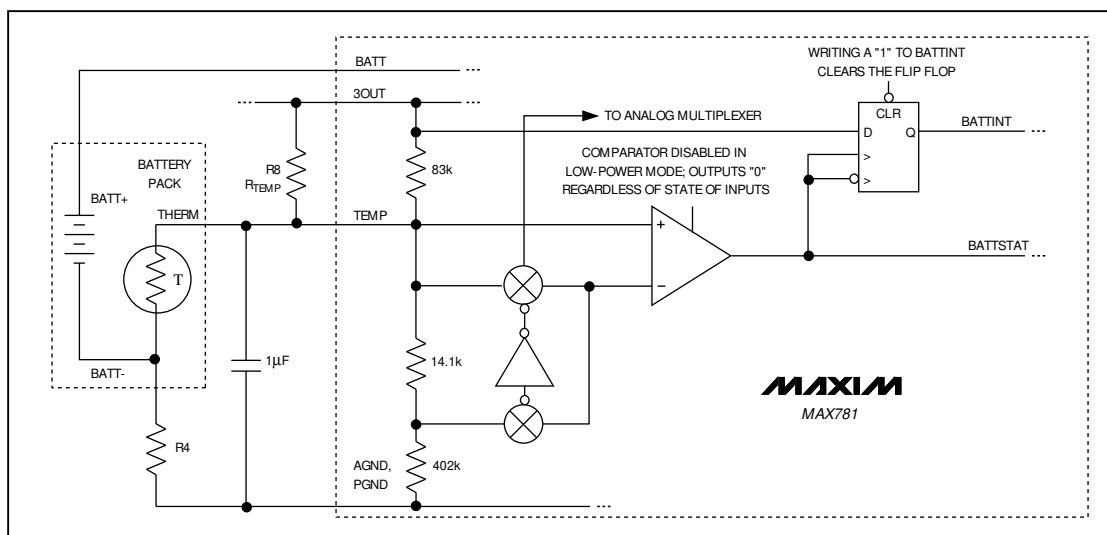 WRITING A "1" TO BATTINT
CLEARS THE FLIP FLOP
BATT
3OUT
TO ANALOG MULTIPLEXER
CLR
D
Q
BATTINT
>
>
BATTERY
PACK
BATT+
R8
RTEMP
83k
COMPARATOR DISABLED IN
LOW-POWER MODE; OUTPUTS "0"
REGARDLESS OF STATE OF INPUTS
THERM
TEMP
+
−
BATTSTAT
T
1µF
14.1k
BATT-
MAXIM
MAX781
R4
AGND,
PGND
402k